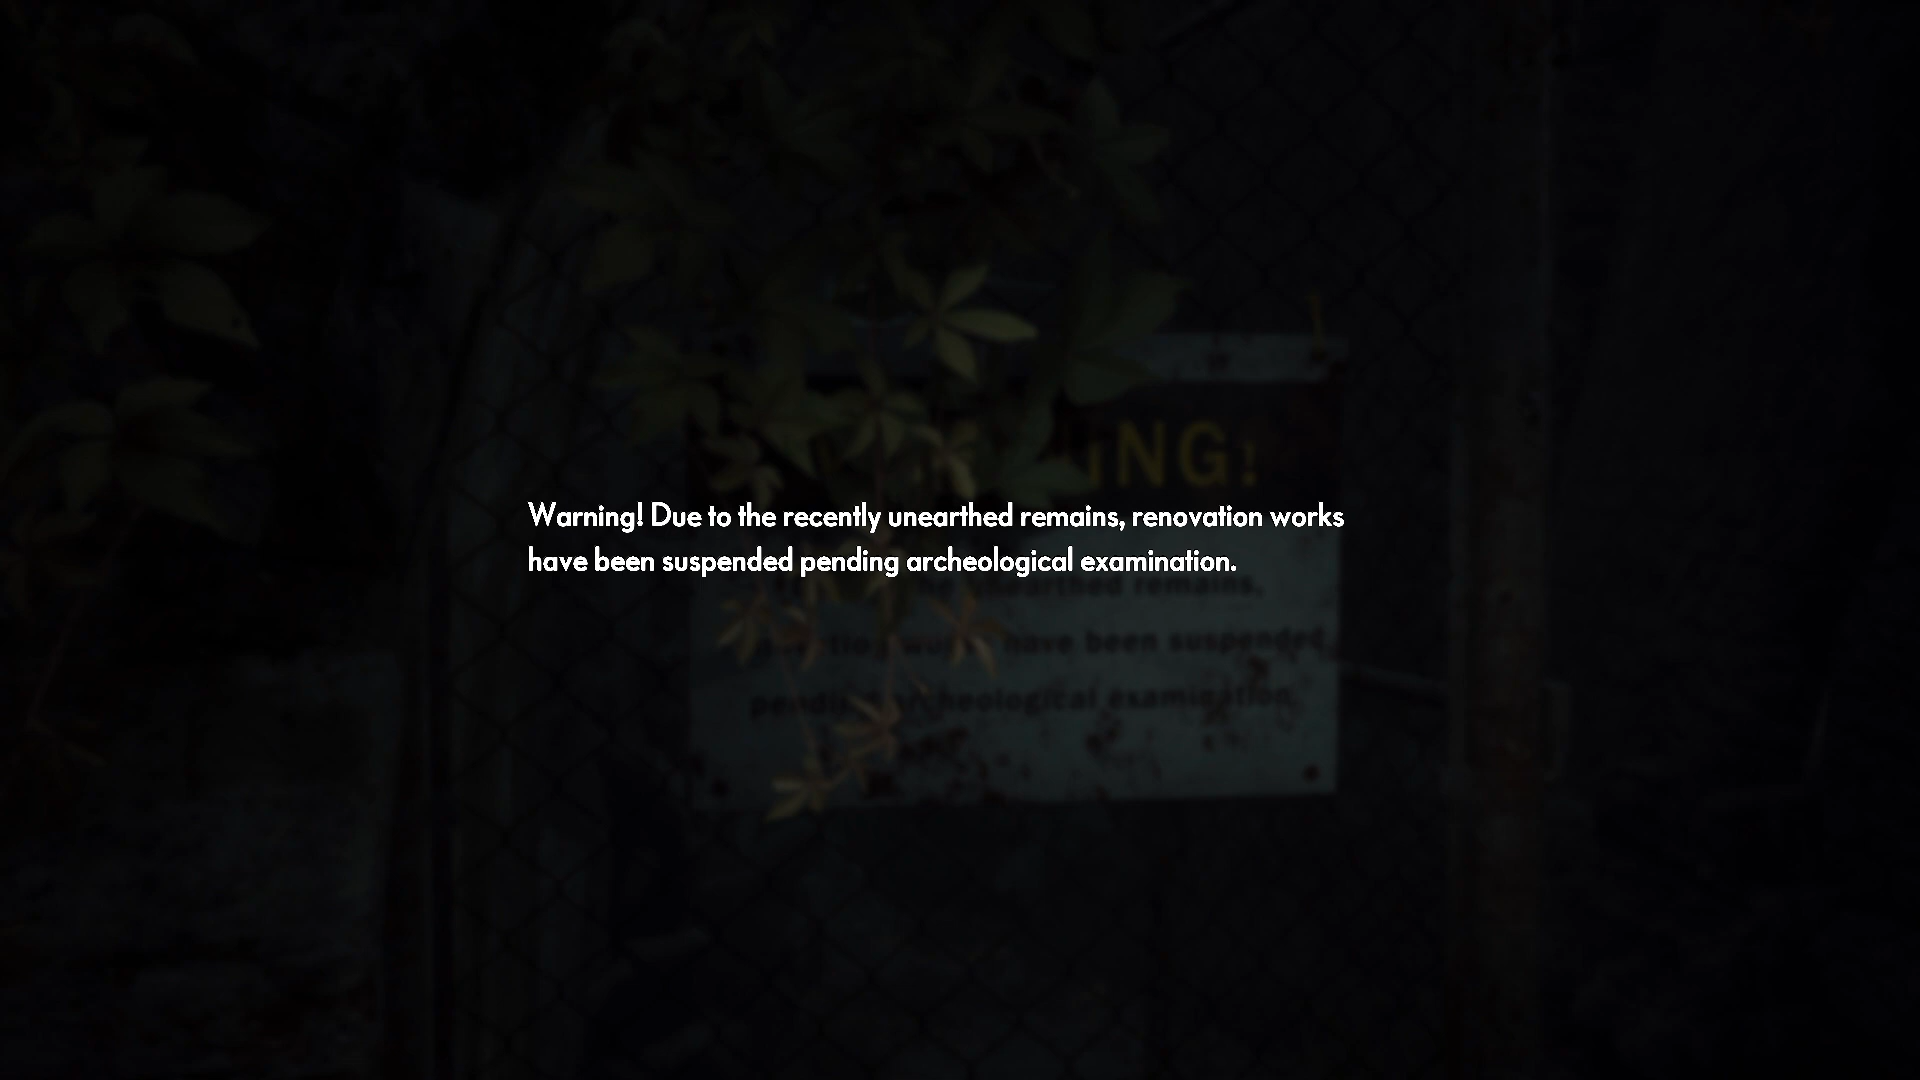 Warning! Due to the recently unearthed remains, renovation works
have been suspended pending archeological examination.
ING!
unearthed remains,
have been suspended
archeological examination